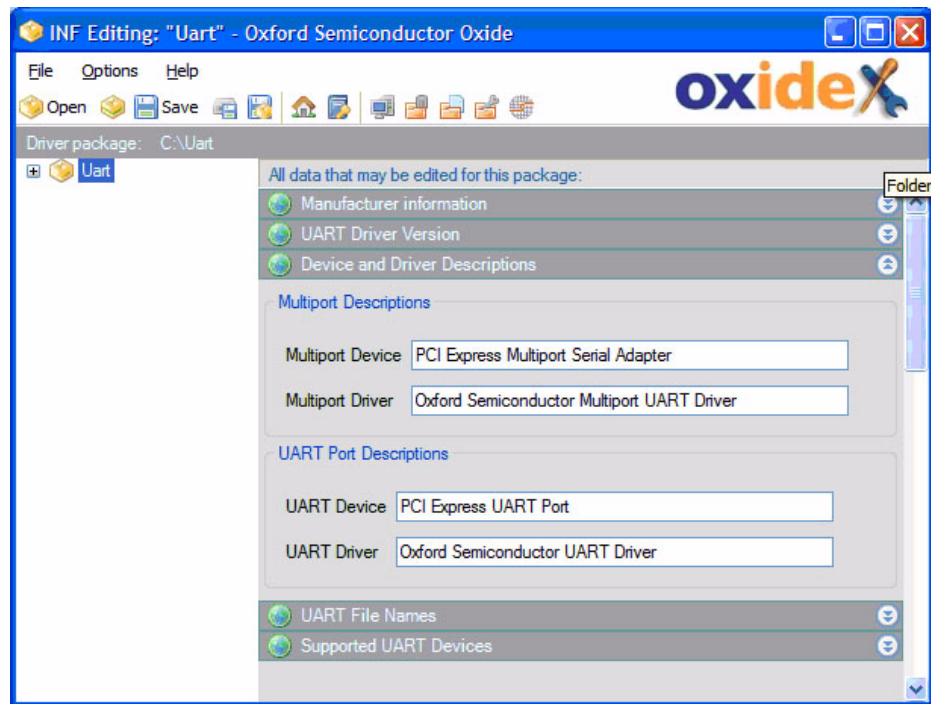 INF Editing: "Uart" - Oxford Semiconductor Oxide
File Options Help
oxide
Open Save
Driver package: C:\Uart
Uart
All data that may be edited for this package:
Folder
Manufacturer information
UART Driver Version
Device and Driver Descriptions
Multiport Descriptions
Multiport Device PCI Express Multiport Serial Adapter
Multiport Driver Oxford Semiconductor Multiport UART Driver
UART Port Descriptions
UART Device PCI Express UART Port
UART Driver Oxford Semiconductor UART Driver
UART File Names
Supported UART Devices